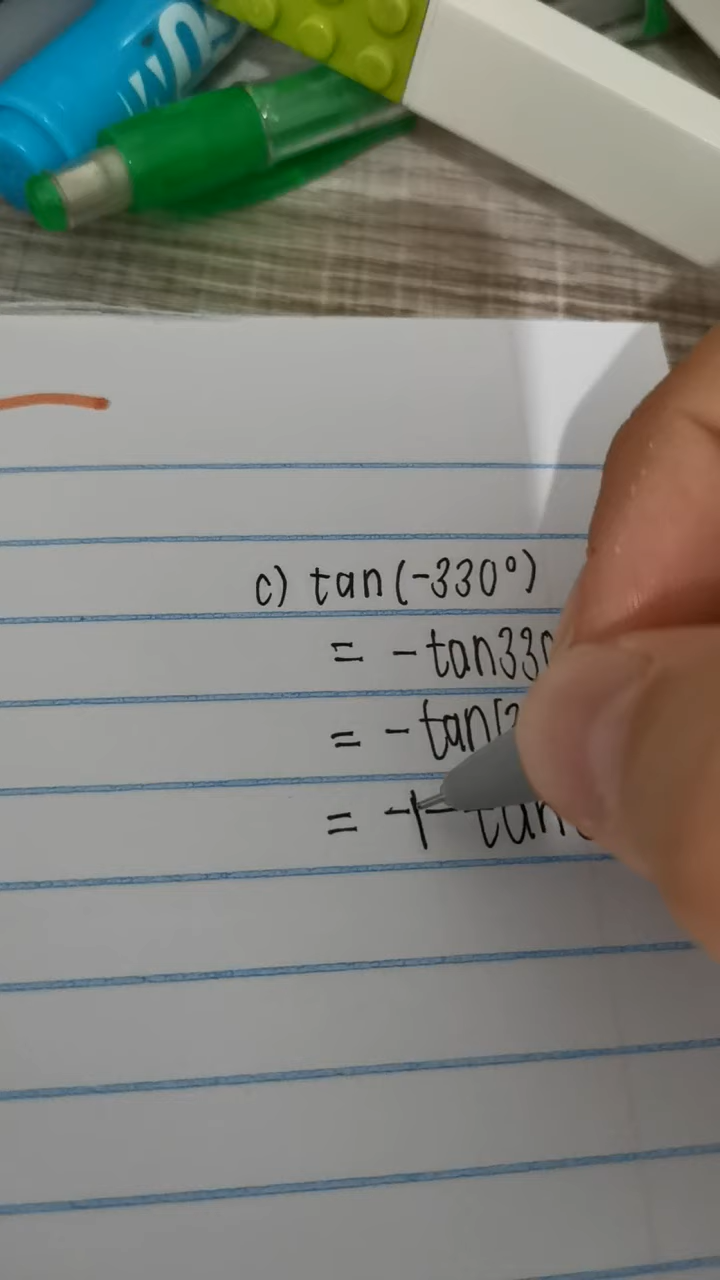 c) tan(-330°)
= -tan330
= -tan
= -